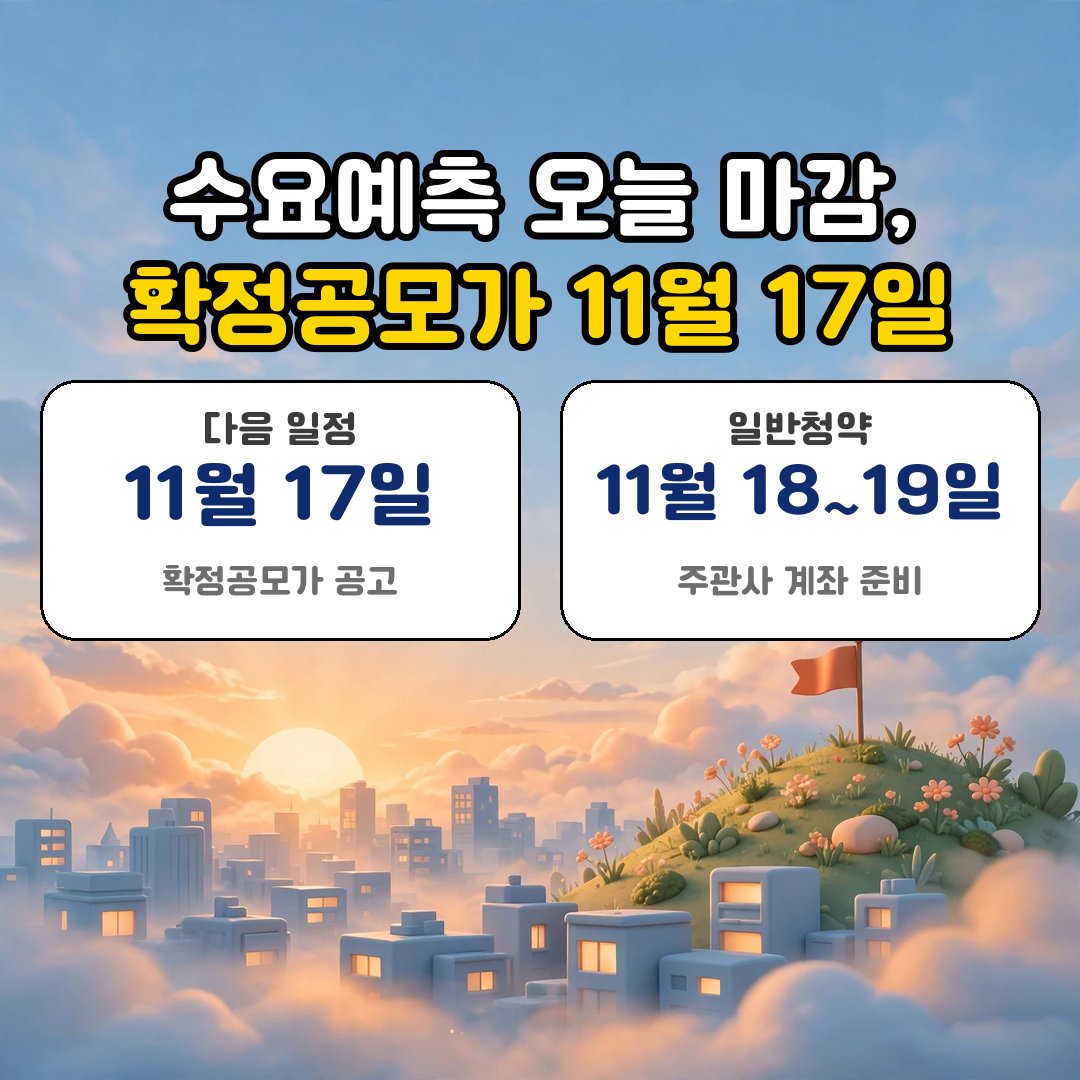 수요예측 오늘 마감,
확정공모가 11월 17일
다음 일정
11월 17일
확정공모가 공고
일반청약
11월 18~19일
주관사 계좌 준비